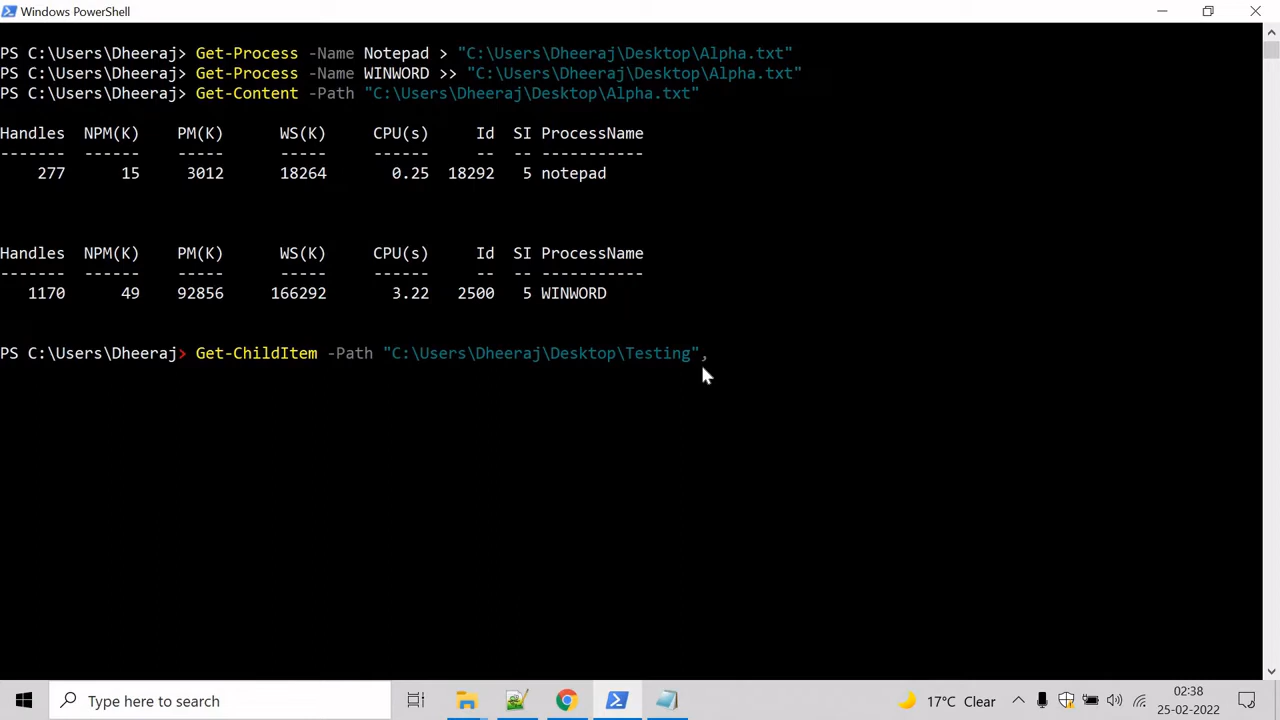 Windows PowerShell
PS C:\Users\Dheeraj> Get-Process -Name Notepad > "C:\Users\Dheeraj\Desktop\Alpha.txt"
PS C:\Users\Dheeraj> Get-Process -Name WINWORD >> "C:\Users\Dheeraj\Desktop\Alpha.txt"
PS C:\Users\Dheeraj> Get-Content -Path "C:\Users\Dheeraj\Desktop\Alpha.txt"
Handles NPM(K) PM(K) WS(K) CPU(s) Id SI ProcessName
------- ------ ----- ----- ------ -- -- -----------
277 15 3012 18264 0.25 18292 5 notepad
Handles NPM(K) PM(K) WS(K) CPU(s) Id SI ProcessName
------- ------ ----- ----- ------ -- -- -----------
1170 49 92856 166292 3.22 2500 5 WINWORD
PS C:\Users\Dheeraj> Get-ChildItem -Path "C:\Users\Dheeraj\Desktop\Testing",
Type here to search
17°C Clear
02:38
25-02-2022